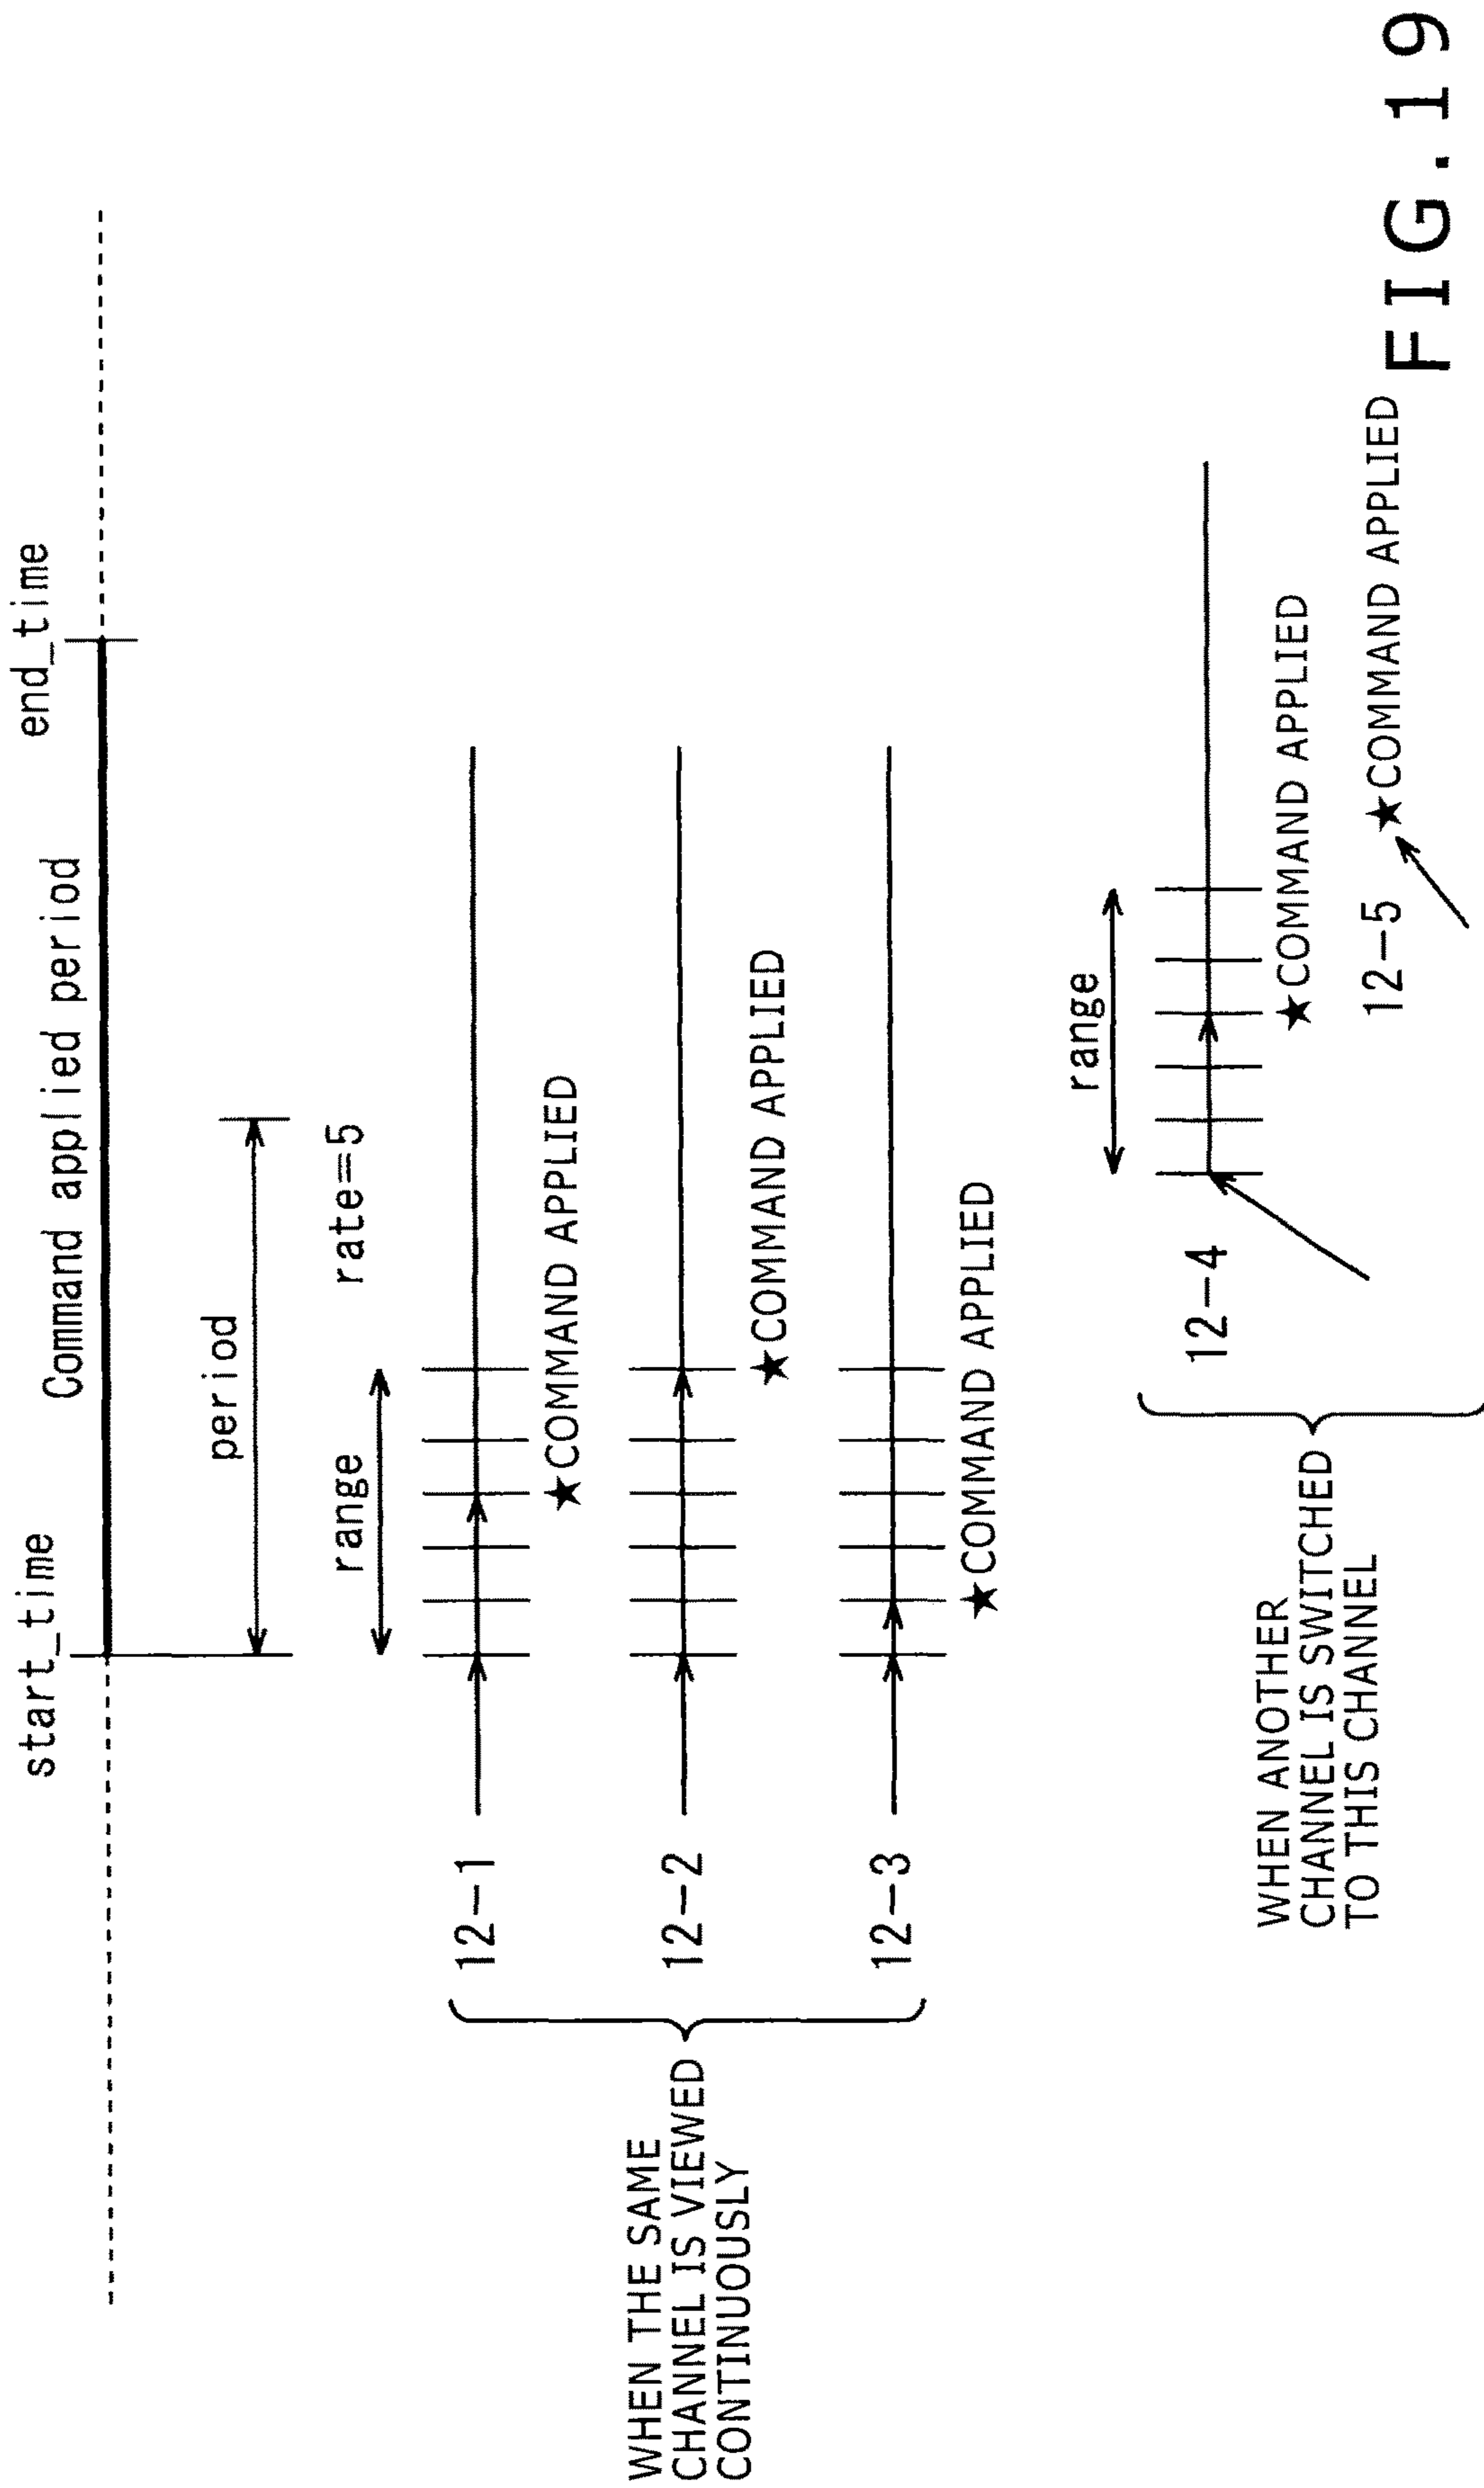 start_time
Command applied period
end_time
period
range
rate=5
12-1
★COMMAND APPLIED
WHEN THE SAME
CHANNEL IS VIEWED
CONTINUOUSLY
12-2
★COMMAND APPLIED
12-3
★COMMAND APPLIED
range
12-4
★COMMAND APPLIED
WHEN ANOTHER
CHANNEL IS SWITCHED
TO THIS CHANNEL
12-5
★COMMAND APPLIED
FIG.19